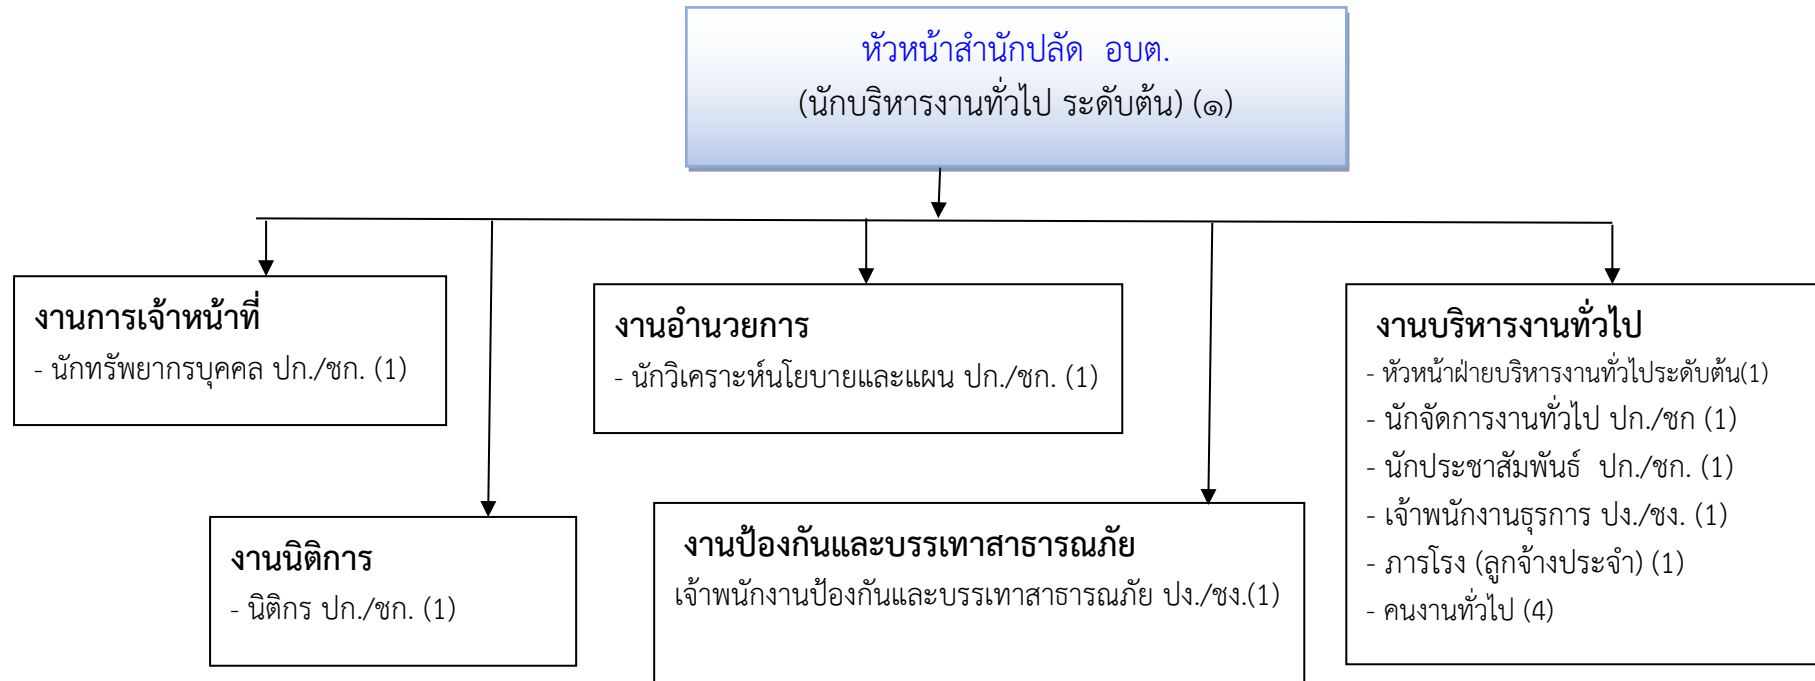 หัวหน้าสำนักปลัด อบต.
(นักบริหารงานทั่วไป ระดับต้น) (๑)
งานการเจ้าหน้าที่
- นักทรัพยากรบุคคล ปก./ชก. (1)
งานอำนวยการ
- นักวิเคราะห์นโยบายและแผน ปก./ชก. (1)
งานบริหารงานทั่วไป
- หัวหน้าฝ่ายบริหารงานทั่วไประดับต้น(1)
- นักจัดการงานทั่วไป ปก./ชก (1)
- นักประชาสัมพันธ์ ปก./ชก. (1)
- เจ้าพนักงานธุรการ ปง./ชง. (1)
- ภารโรง (ลูกจ้างประจำ) (1)
- คนงานทั่วไป (4)
งานนิติการ
- นิติกร ปก./ชก. (1)
งานป้องกันและบรรเทาสาธารณภัย
เจ้าพนักงานป้องกันและบรรเทาสาธารณภัย ปง./ชง.(1)